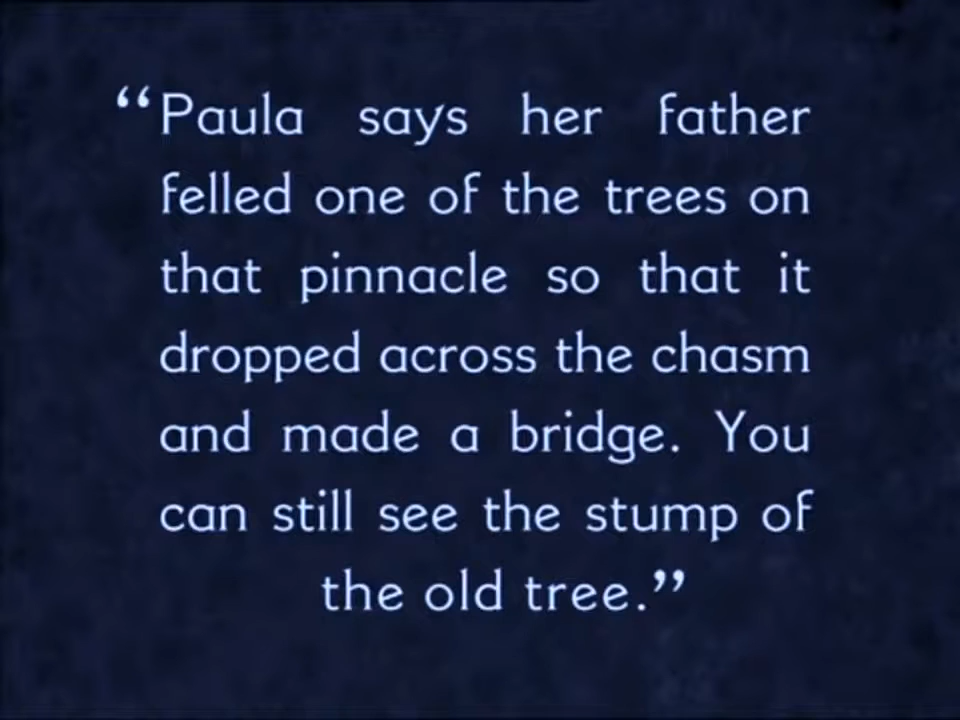 “Paula says her father
felled one of the trees on
that pinnacle so that it
dropped across the chasm
and made a bridge. You
can still see the stump of
the old tree.”